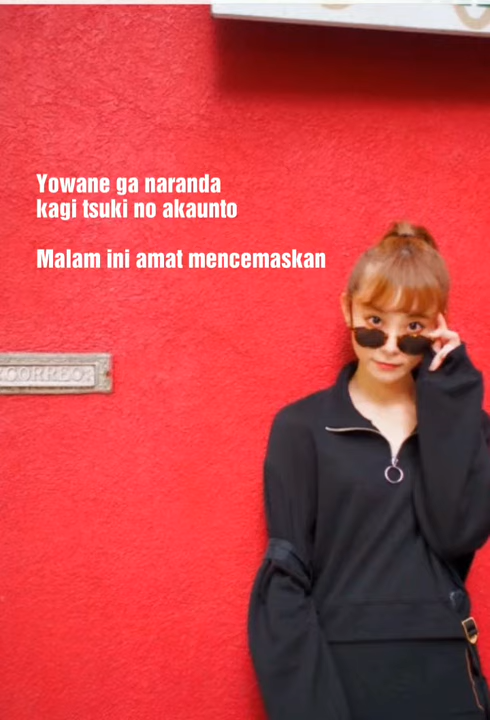 Yowane ga naranda
kagi tsuki no akaunto
Malam ini amat mencemaskan
CORREO